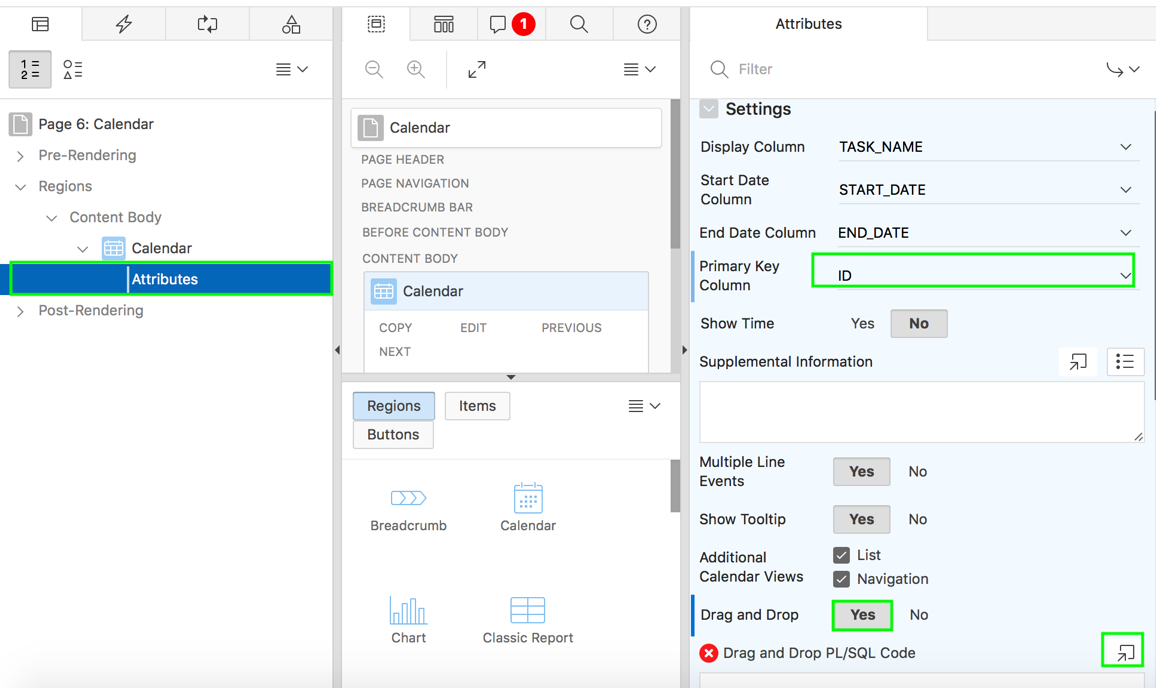 1
Attributes
1
2
Filter
Page 6: Calendar
Pre-Rendering
Regions
Content Body
Calendar
Attributes
Post-Rendering
Calendar
PAGE HEADER
PAGE NAVIGATION
BREADCRUMB BAR
BEFORE CONTENT BODY
CONTENT BODY
Calendar
COPY EDIT PREVIOUS
NEXT
Regions Items
Buttons
Breadcrumb Calendar
Chart Classic Report
Settings
Display Column TASK_NAME
Start Date
Column START_DATE
End Date Column END_DATE
Primary Key
Column ID
Show Time Yes No
Supplemental Information
Multiple Line
Events Yes No
Show Tooltip Yes No
Additional
Calendar Views
List
Navigation
Drag and Drop Yes No
Drag and Drop PL/SQL Code